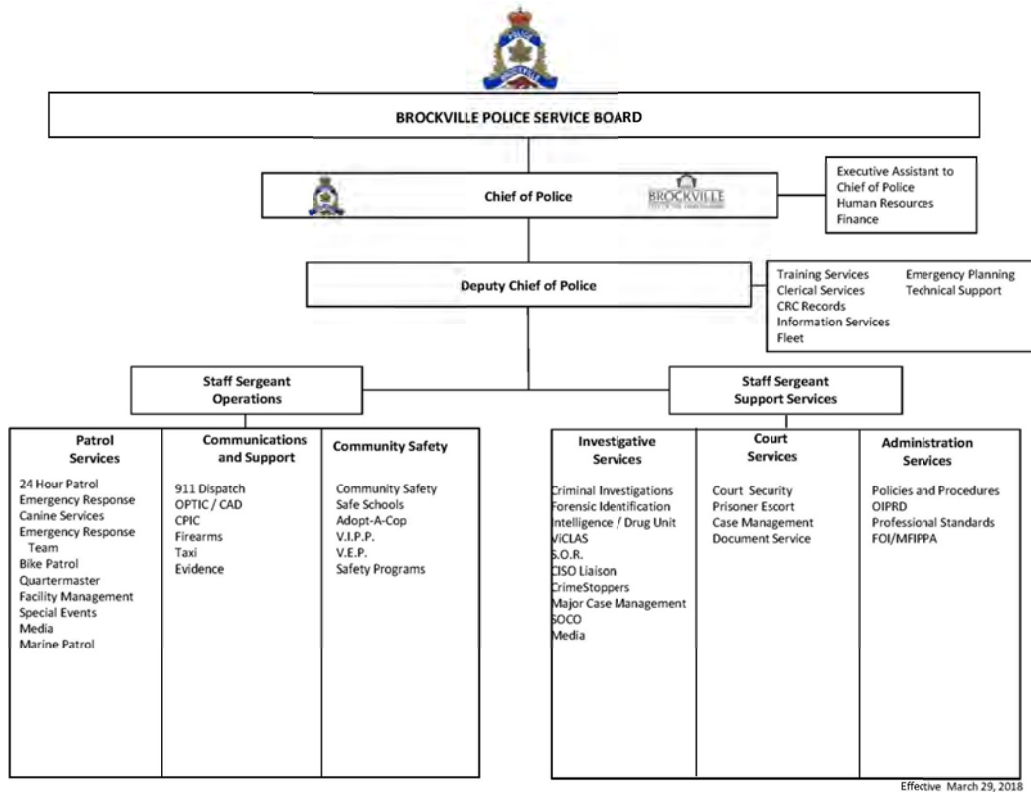 POLICE
BROCKVILLE
BROCKVILLE POLICE SERVICE BOARD
Chief of Police
BROCKVILLE
Executive Assistant to
Chief of Police
Human Resources
Finance
Deputy Chief of Police
Training Services
Clerical Services
CRC Records
Information Services
Fleet
Emergency Planning
Technical Support
Staff Sergeant
Operations
Staff Sergeant
Support Services
Patrol
Services
24 Hour Patrol
Emergency Response
Canine Services
Emergency Response
Team
Bike Patrol
Quartermaster
Facility Management
Special Events
Media
Marine Patrol
Communications
and Support
911 Dispatch
OPTIC / CAD
CPIC
Firearms
Taxi
Evidence
Community Safety
Community Safety
Safe Schools
Adopt-A-Cop
V.I.P.P.
V.E.P.
Safety Programs
Investigative
Services
Criminal Investigations
Forensic Identification
Intelligence / Drug Unit
ViCLAS
S.O.R.
CISO Liaison
CrimeStoppers
Major Case Management
SOCO
Media
Court
Services
Court Security
Prisoner Escort
Case Management
Document Service
Administration
Services
Policies and Procedures
OIPRD
Professional Standards
FOI/MFIPPA
Effective March 29, 2018